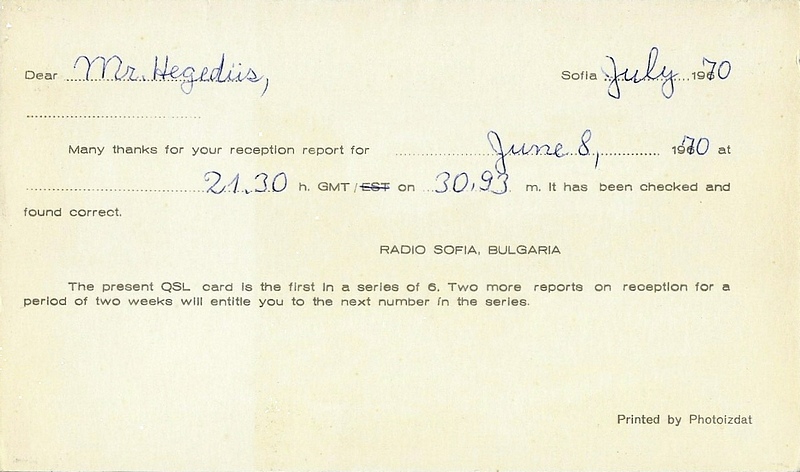 Dear Mr. Hegedüs, Sofia July 1970
Many thanks for your reception report for June 8, 1970 at
21.30 h. GMT/EST on 30,93 m. It has been checked and
found correct.
RADIO SOFIA, BULGARIA
The present QSL card is the first in a series of 6. Two more reports on reception for a
period of two weeks will entitle you to the next number in the series.
Printed by Photoizdat